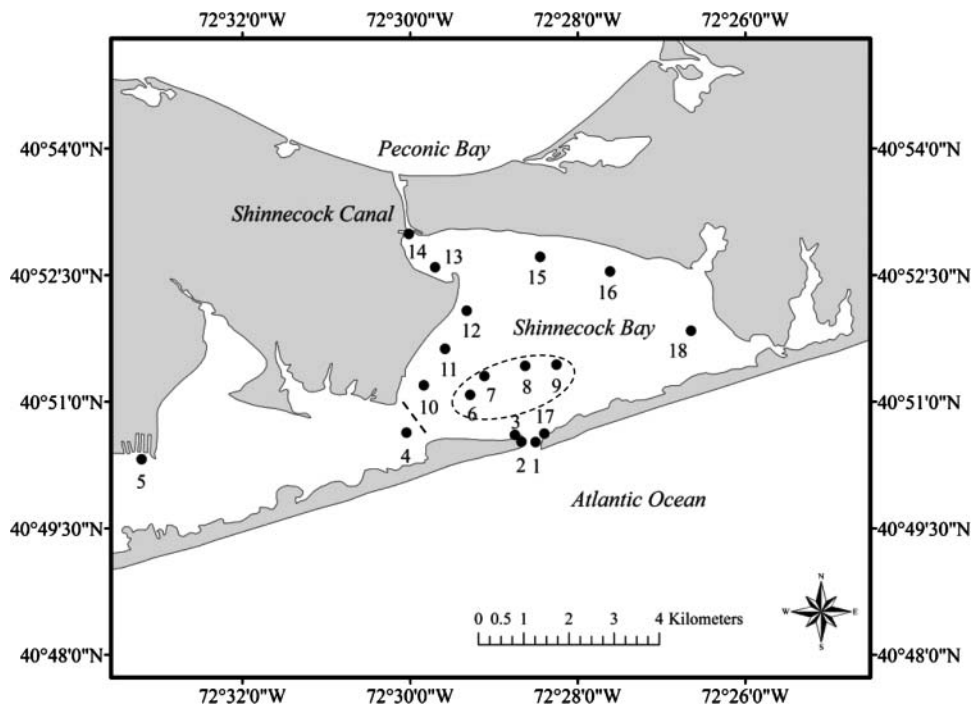 72°32'0"W 72°30'0"W 72°28'0"W 72°26'0"W
40°54'0"N
Peconic Bay
40°54'0"N
Shinnecock Canal
14
13
40°52'30"N
15
16
40°52'30"N
12
Shinnecock Bay
18
11
8
9
7
10
6
40°51'0"N
40°51'0"N
3
17
4
2
1
5
Atlantic Ocean
40°49'30"N
40°49'30"N
N
W
E
S
0 0.5 1 2 3 4 Kilometers
40°48'0"N
40°48'0"N
72°32'0"W 72°30'0"W 72°28'0"W 72°26'0"W